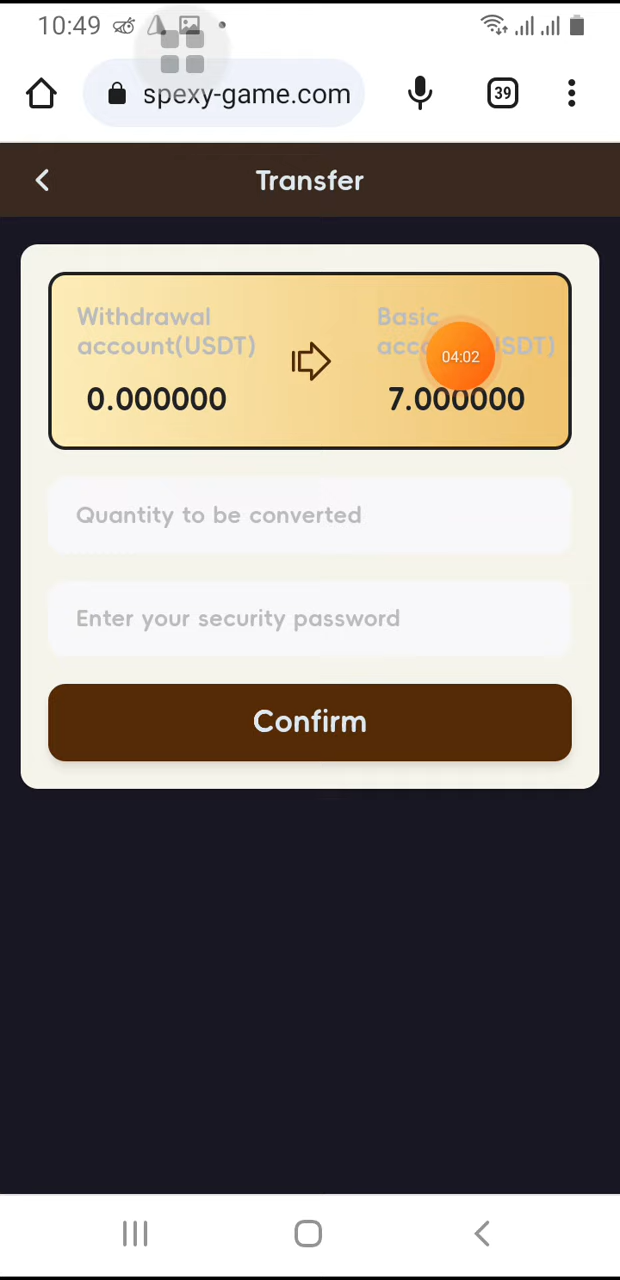 10:49
spexy-game.com
39
Transfer
Withdrawal
account(USDT)
0.000000
Basic
7.000000
04:02
Quantity to be converted
Enter your security password
Confirm